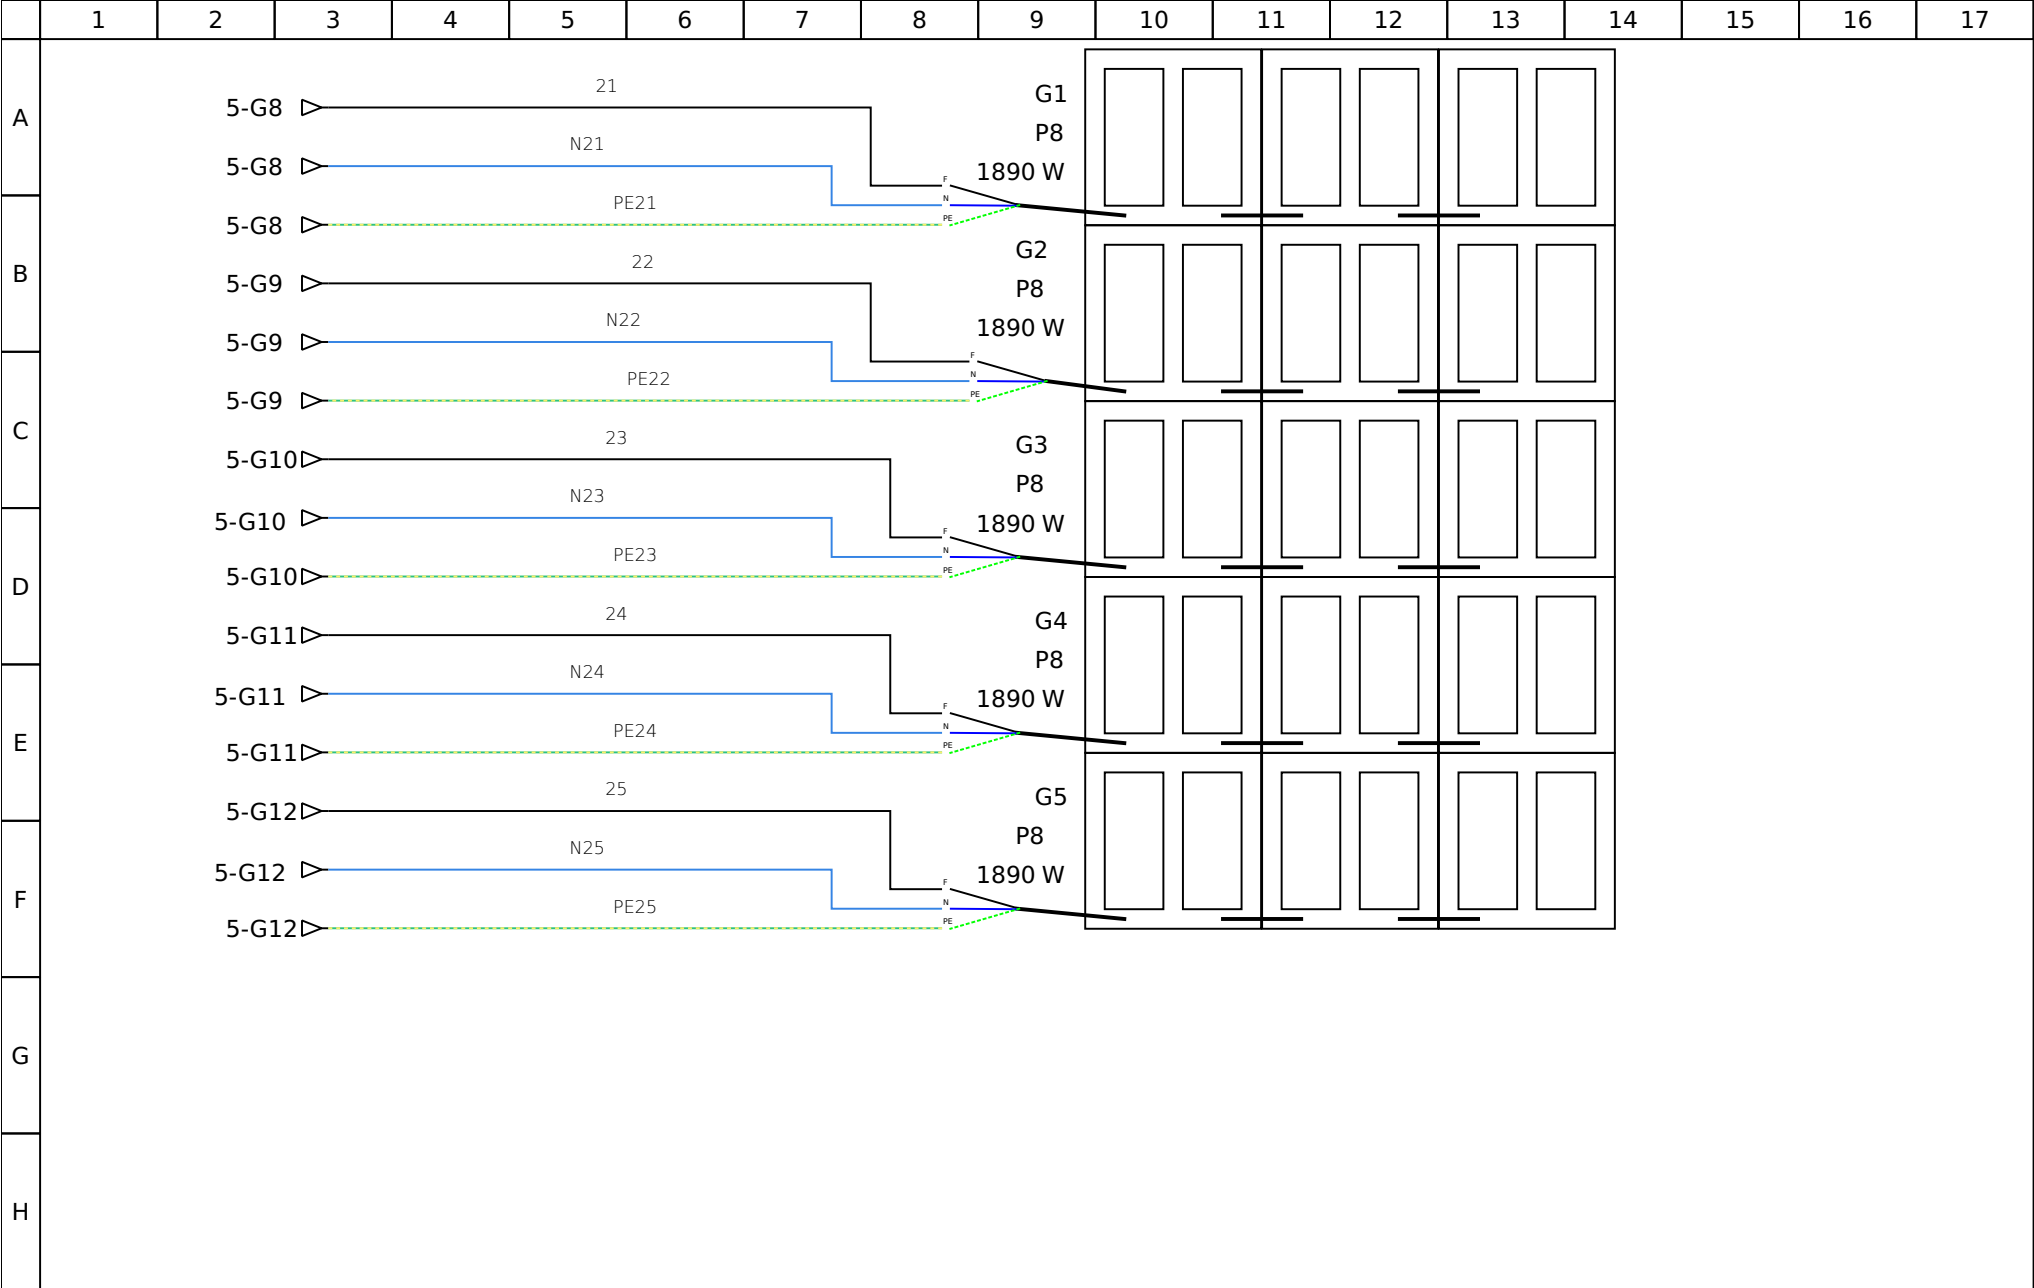 1 2 3 4 5 6 7 8 9 10 11 12 13 14 15 16 17
A
B
C
D
E
F
G
H
5-G8 21
5-G8 N21
5-G8 PE21
F
N
PE
G1
P8
1890 W
5-G9 22
5-G9 N22
5-G9 PE22
F
N
PE
G2
P8
1890 W
5-G10 23
5-G10 N23
5-G10 PE23
F
N
PE
G3
P8
1890 W
5-G11 24
5-G11 N24
5-G11 PE24
F
N
PE
G4
P8
1890 W
5-G12 25
5-G12 N25
5-G12 PE25
F
N
PE
G5
P8
1890 W